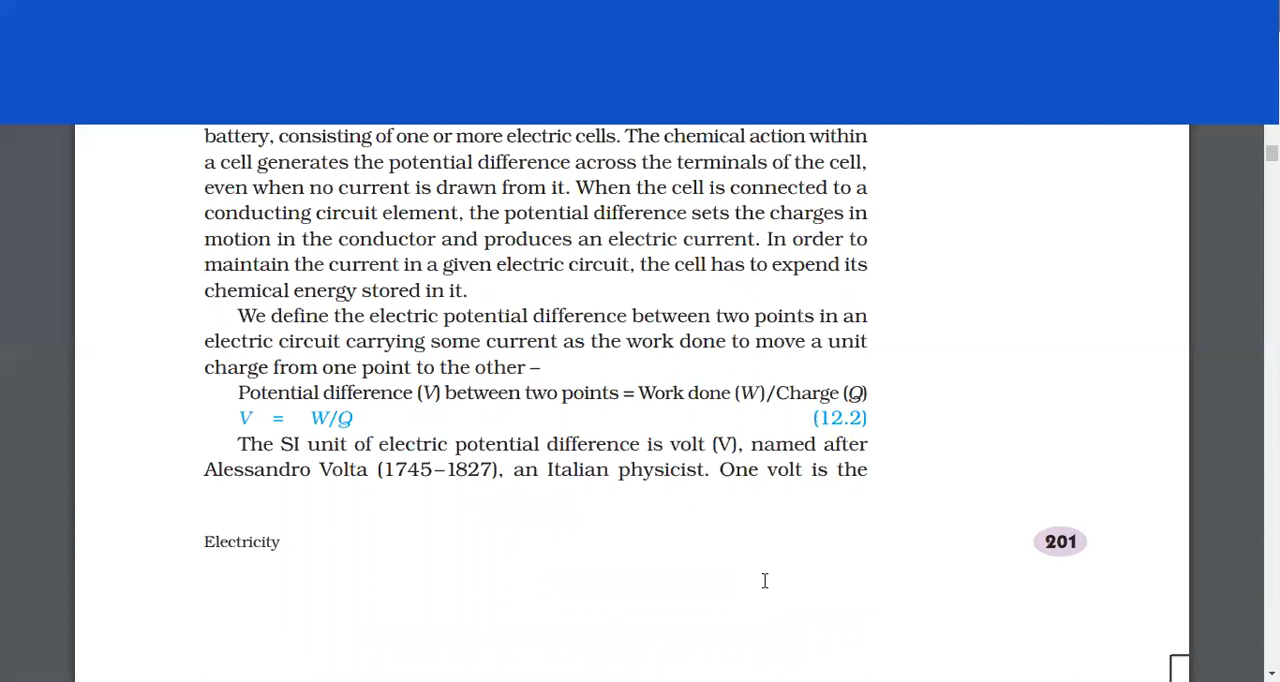 battery, consisting of one or more electric cells. The chemical action within
a cell generates the potential difference across the terminals of the cell,
even when no current is drawn from it. When the cell is connected to a
conducting circuit element, the potential difference sets the charges in
motion in the conductor and produces an electric current. In order to
maintain the current in a given electric circuit, the cell has to expend its
chemical energy stored in it.
We define the electric potential difference between two points in an
electric circuit carrying some current as the work done to move a unit
charge from one point to the other –
Potential difference (V) between two points = Work done (W)/Charge (Q)
V = W/Q (12.2)
The SI unit of electric potential difference is volt (V), named after
Alessandro Volta (1745–1827), an Italian physicist. One volt is the
Electricity 201